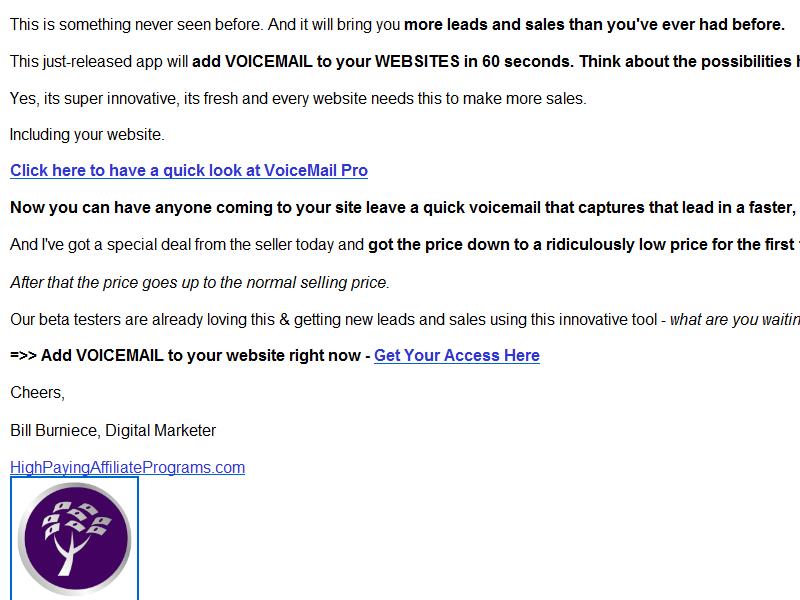 This is something never seen before. And it will bring you more leads and sales than you've ever had before.
This just-released app will add VOICEMAIL to your WEBSITES in 60 seconds. Think about the possibilities
Yes, its super innovative, its fresh and every website needs this to make more sales.
Including your website.
Click here to have a quick look at VoiceMail Pro
Now you can have anyone coming to your site leave a quick voicemail that captures that lead in a faster,
And I've got a special deal from the seller today and got the price down to a ridiculously low price for the first
After that the price goes up to the normal selling price.
Our beta testers are already loving this & getting new leads and sales using this innovative tool - what are you
=>> Add VOICEMAIL to your website right now - Get Your Access Here
Cheers,
Bill Burniece, Digital Marketer
HighPayingAffiliatePrograms.com